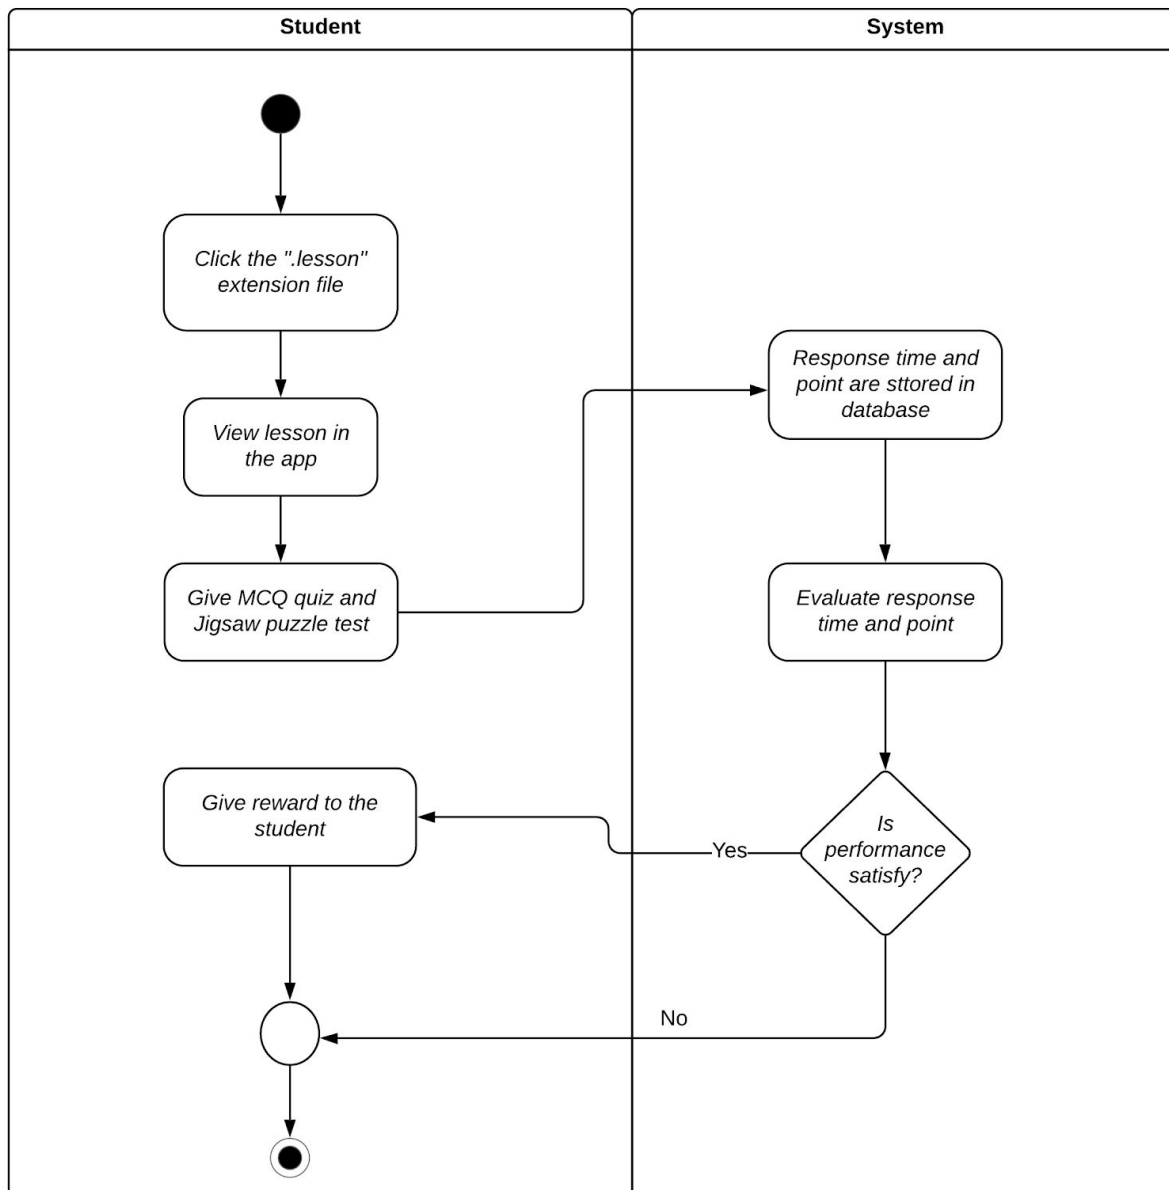 Student
System
Click the ".lesson"
extension file
View lesson in
the app
Give MCQ quiz and
Jigsaw puzzle test
Response time and
point are sttored in
database
Evaluate response
time and point
Is
performance
satisfy?
Yes
Give reward to the
student
No